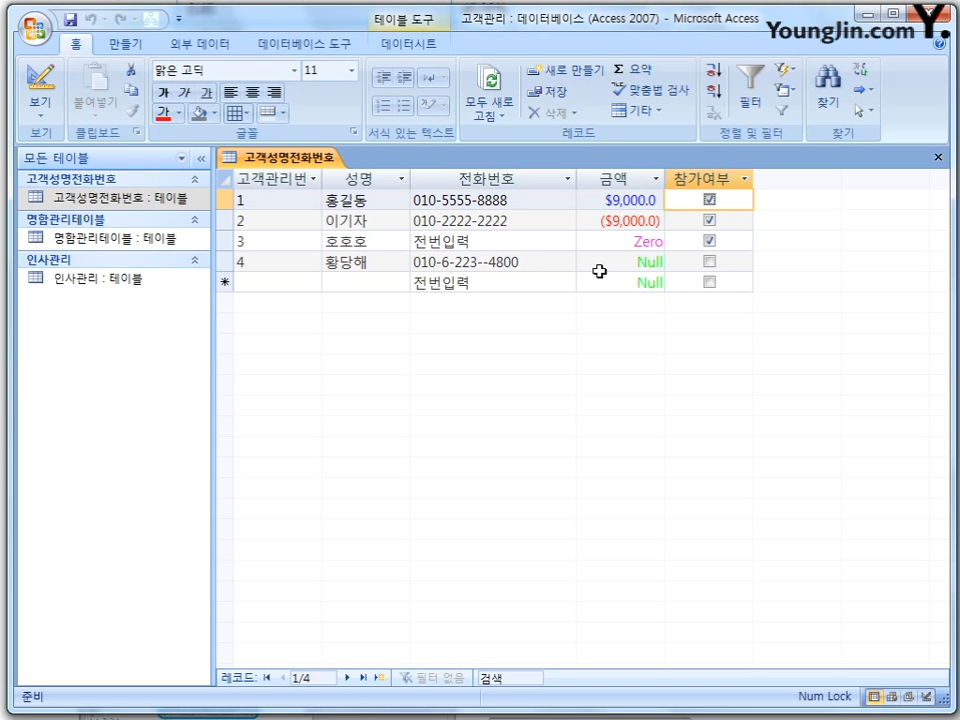 테이블 도구
고객관리 : 데이터베이스 (Access 2007) - Microsoft Access
YoungJin.com Y.
홈 만들기 외부 데이터 데이터베이스 도구 데이터시트
보기
붙여넣기
맑은 고딕 11
가 가 가
가
모두 새로
고침
새로 만들기
저장
삭제
Σ 요약
맞춤법 검사
기타
필터
찾기
보기 클립보드 글꼴 서식 있는 텍스트 레코드 정렬 및 필터 찾기
모든 테이블
고객성명전화번호
고객성명전화번호 : 테이블
명함관리테이블
명함관리테이블 : 테이블
인사관리
인사관리 : 테이블
고객성명전화번호
고객관리번 성명 전화번호 금액 참가여부
1 홍길동 010-5555-8888 $9,000.0
2 이기자 010-2222-2222 ($9,000.0)
3 호호호 전번입력 Zero
4 황당해 010-6-223--4800 Null
* 전번입력 Null
레코드: 1/4 필터 없음 검색
준비
Num Lock